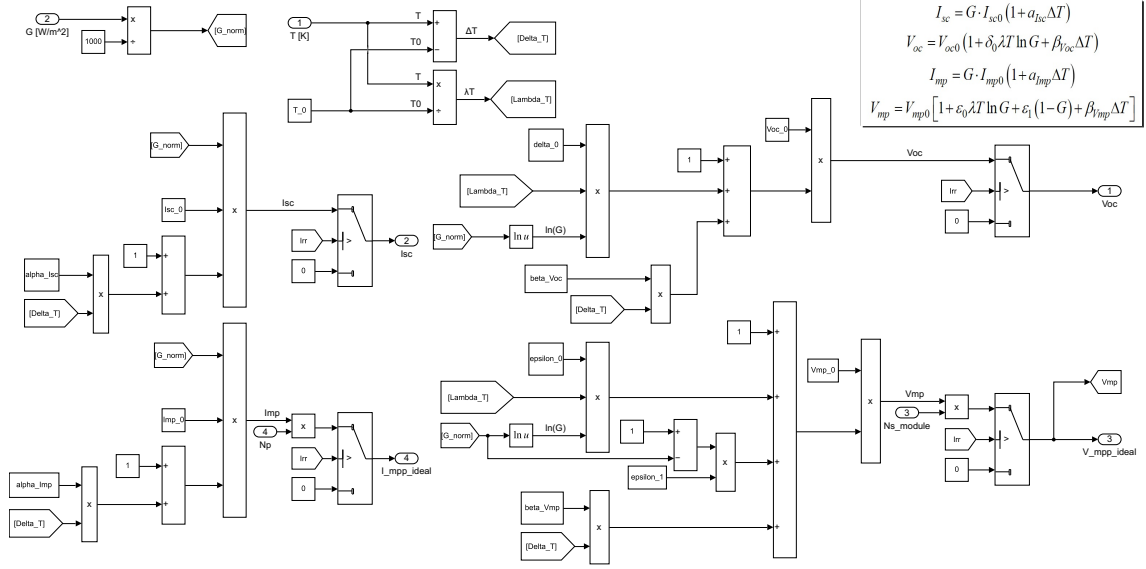 2
G [W/m^2]
1000
x
÷
[G_norm]
1
T [K]
T
T0
+
−
ΔT
[Delta_T]
T_0
T
T0
x
÷
λT
[Lambda_T]
I_sc = G·I_sc0 (1+a_Isc ΔT)
V_oc = V_oc0 (1+δ_0 λT ln G+β_Voc ΔT)
I_mp = G·I_mp0 (1+a_Imp ΔT)
V_mp = V_mp0 [1+ε_0 λT ln G+ε_1 (1−G)+β_Vmp ΔT]
[G_norm]
Isc_0
alpha_Isc
[Delta_T]
x
1
+
+
x
Isc
Irr
>
0
2
Isc
delta_0
[Lambda_T]
[G_norm]
ln u
ln(G)
x
beta_Voc
[Delta_T]
x
1
+
+
+
Voc_0
x
Voc
Irr
>
0
1
Voc
[G_norm]
Imp_0
alpha_Imp
[Delta_T]
x
1
+
+
x
Imp
4
Np
x
Irr
>
0
4
I_mpp_ideal
epsilon_0
[Lambda_T]
[G_norm]
ln u
ln(G)
x
1
+
−
epsilon_1
x
beta_Vmp
[Delta_T]
x
1
+
+
+
+
Vmp_0
x
Vmp
3
Ns_module
x
Irr
>
0
Vmp
3
V_mpp_ideal